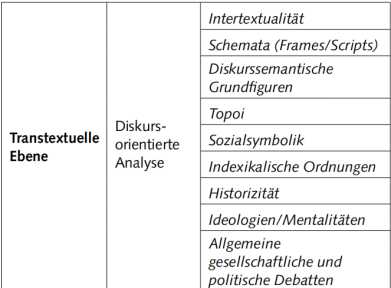 Transtextuelle
Ebene
Diskurs-
orientierte
Analyse
Intertextualität
Schemata (Frames/Scripts)
Diskurssemantische
Grundfiguren
Topoi
Sozialsymbolik
Indexikalische Ordnungen
Historizität
Ideologien/Mentalitäten
Allgemeine
gesellschaftliche und
politische Debatten